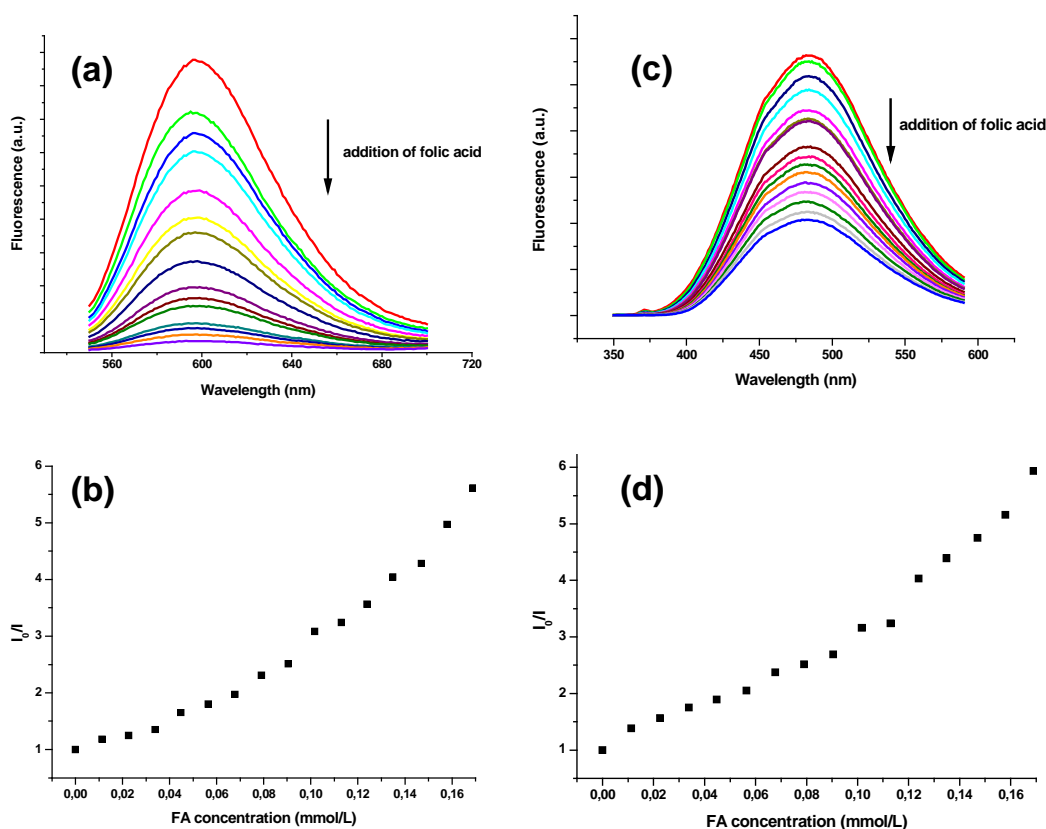 (a)
Fluorescence (a.u.)
addition of folic acid
560 600 640 680 720
Wavelength (nm)
(c)
Fluorescence (a.u.)
addition of folic acid
350 400 450 500 550 600
Wavelength (nm)
(b)
I0/I
6
5
4
3
2
1
0,00 0,02 0,04 0,06 0,08 0,10 0,12 0,14 0,16
FA concentration (mmol/L)
(d)
I0/I
6
5
4
3
2
1
0,00 0,02 0,04 0,06 0,08 0,10 0,12 0,14 0,16
FA concentration (mmol/L)